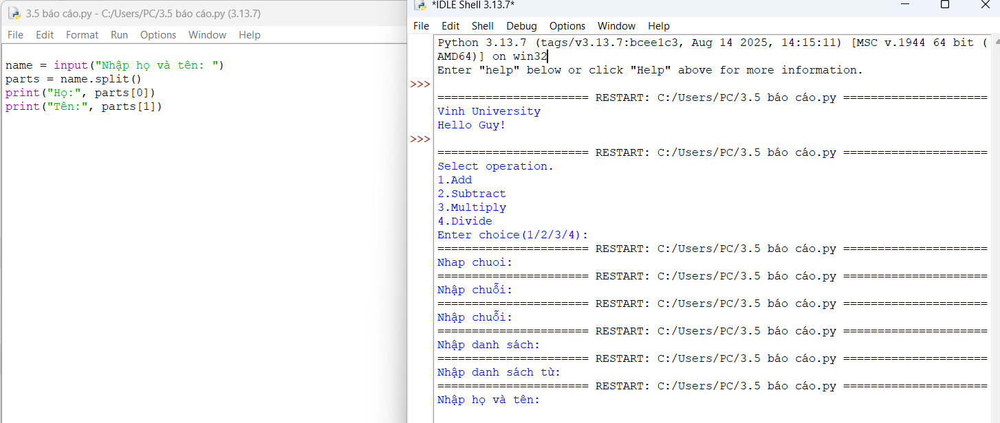 3.5 báo cáo.py - C:/Users/PC/3.5 báo cáo.py (3.13.7)
File Edit Format Run Options Window Help
name = input("Nhập họ và tên: ")
parts = name.split()
print("Họ:", parts[0])
print("Tên:", parts[1])
*IDLE Shell 3.13.7*
File Edit Shell Debug Options Window Help
Python 3.13.7 (tags/v3.13.7:bcee1c3, Aug 14 2025, 14:15:11) [MSC v.1944 64 bit (
AMD64)] on win32
Enter "help" below or click "Help" above for more information.
>>>
====================== RESTART: C:/Users/PC/3.5 báo cáo.py =====================
Vinh University
Hello Guy!
>>>
====================== RESTART: C:/Users/PC/3.5 báo cáo.py =====================
Select operation.
1.Add
2.Subtract
3.Multiply
4.Divide
Enter choice(1/2/3/4):
====================== RESTART: C:/Users/PC/3.5 báo cáo.py =====================
Nhap chuoi:
====================== RESTART: C:/Users/PC/3.5 báo cáo.py =====================
Nhập chuỗi:
====================== RESTART: C:/Users/PC/3.5 báo cáo.py =====================
Nhập chuỗi:
====================== RESTART: C:/Users/PC/3.5 báo cáo.py =====================
Nhập danh sách:
====================== RESTART: C:/Users/PC/3.5 báo cáo.py =====================
Nhập danh sách từ:
====================== RESTART: C:/Users/PC/3.5 báo cáo.py =====================
Nhập họ và tên: